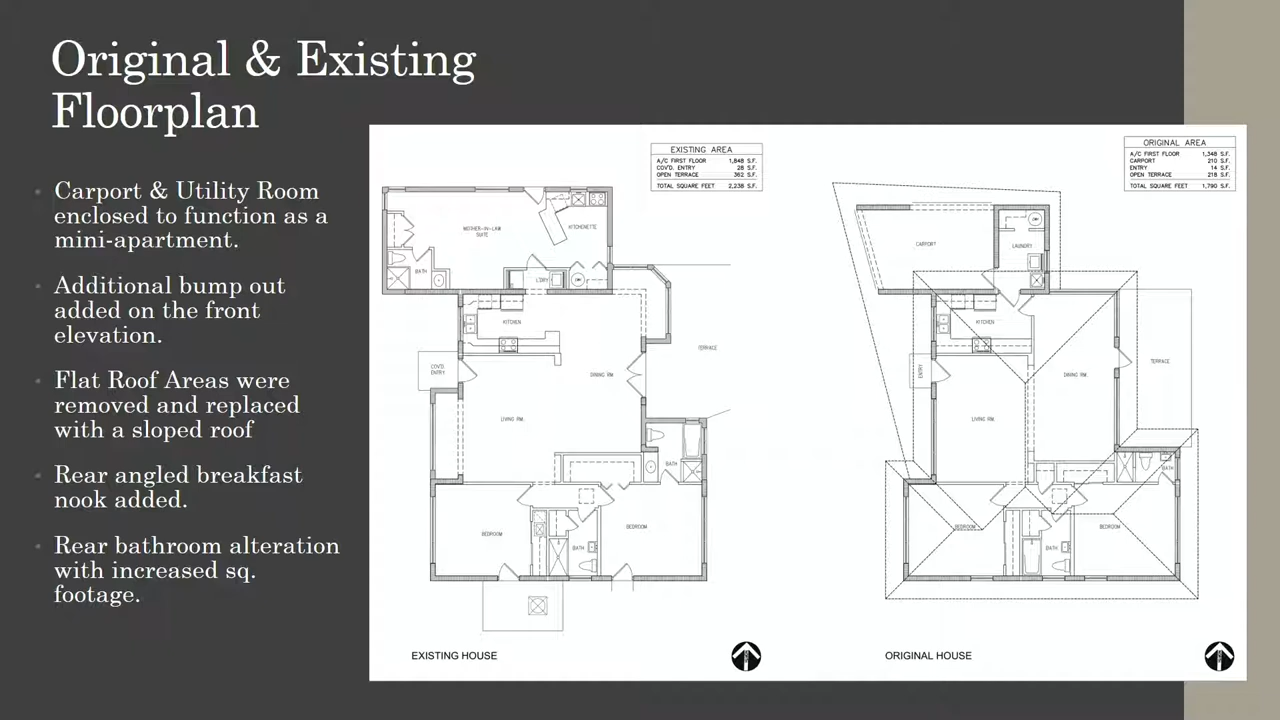 Original & Existing
Floorplan
Carport & Utility Room
enclosed to function as a
mini-apartment.
Additional bump out
added on the front
elevation.
Flat Roof Areas were
removed and replaced
with a sloped roof
Rear angled breakfast
nook added.
Rear bathroom alteration
with increased sq.
footage.
EXISTING AREA
A/C FIRST FLOOR 1,848 S.F.
COV'D. ENTRY 28 S.F.
OPEN TERRACE 362 S.F.
TOTAL SQUARE FEET 2,238 S.F.
MOTHER-IN-LAW
SUITE
KITCHENETTE
BATH
KITCHEN
COV'D.
ENTRY
DINING RM.
TERRACE
LIVING RM.
BATH
BEDROOM
BEDROOM
BATH
EXISTING HOUSE
ORIGINAL AREA
A/C FIRST FLOOR 1,348 S.F.
CARPORT 210 S.F.
ENTRY 14 S.F.
OPEN TERRACE 218 S.F.
TOTAL SQUARE FEET 1,790 S.F.
CARPORT
LAUNDRY
KITCHEN
ENTRY
DINING RM.
TERRACE
LIVING RM.
BATH
BEDROOM
BEDROOM
BATH
ORIGINAL HOUSE